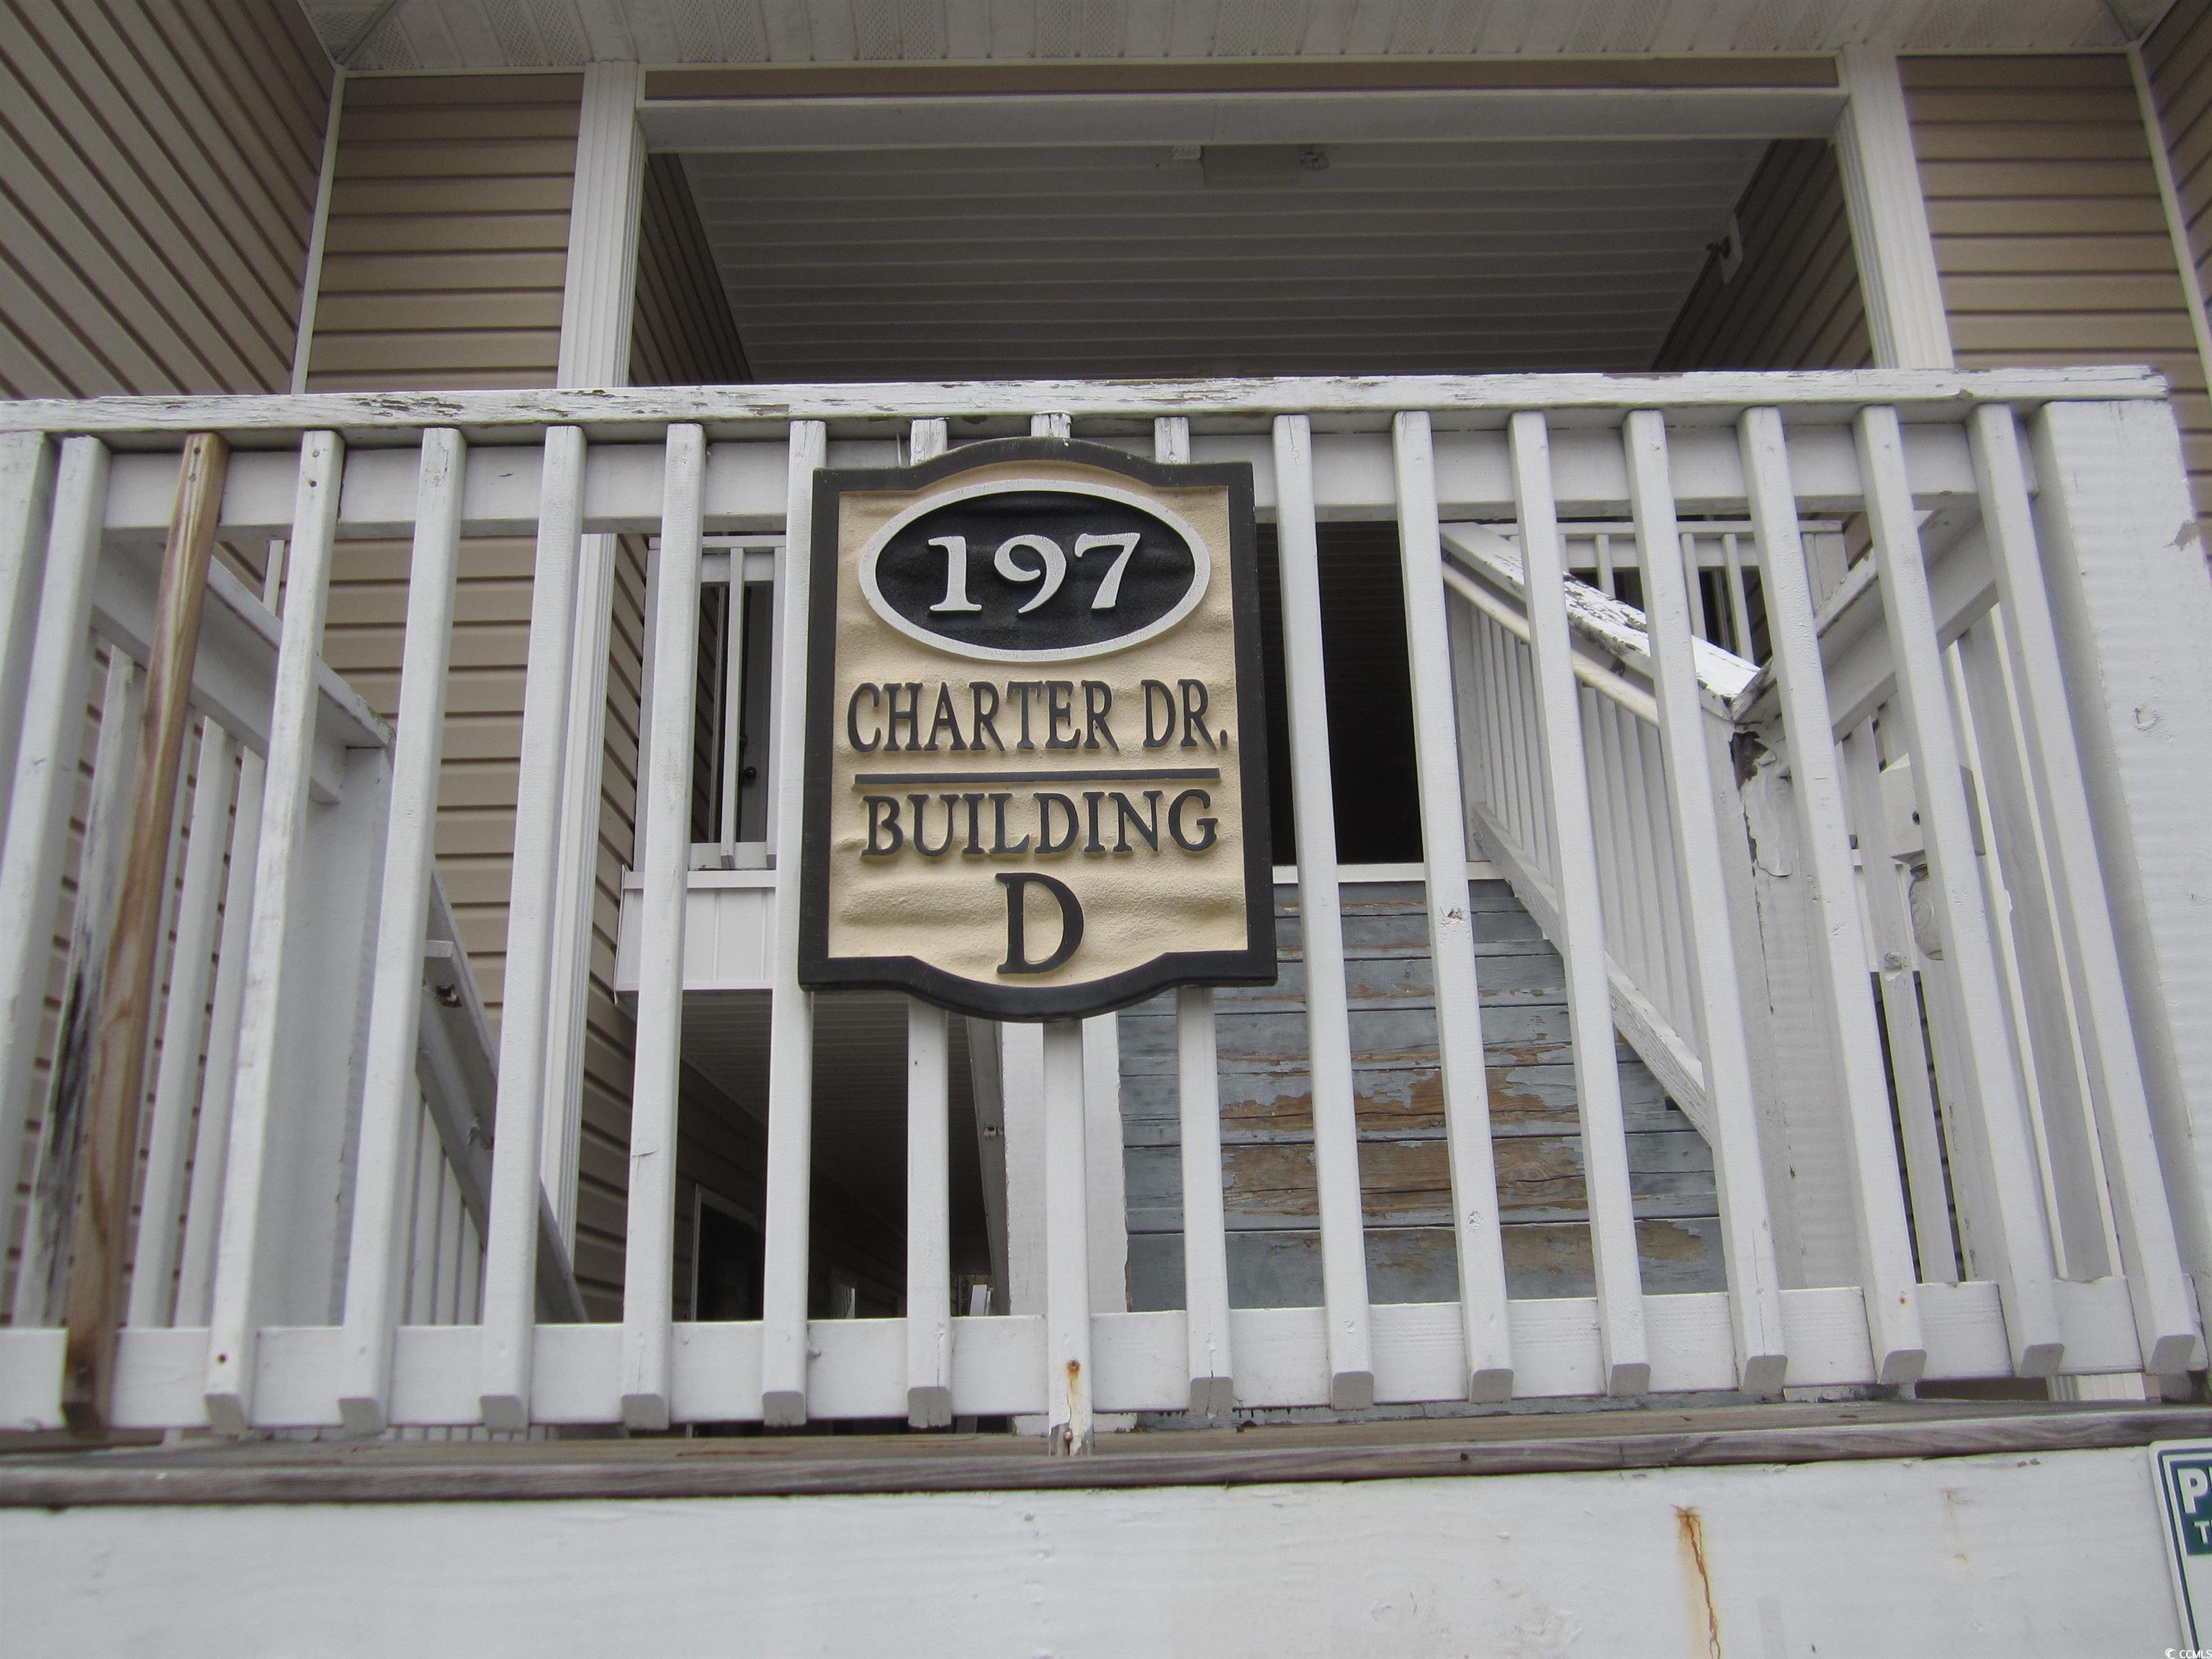 197
CHARTER DR.
BUILDING
D
P
T
© CCMLS